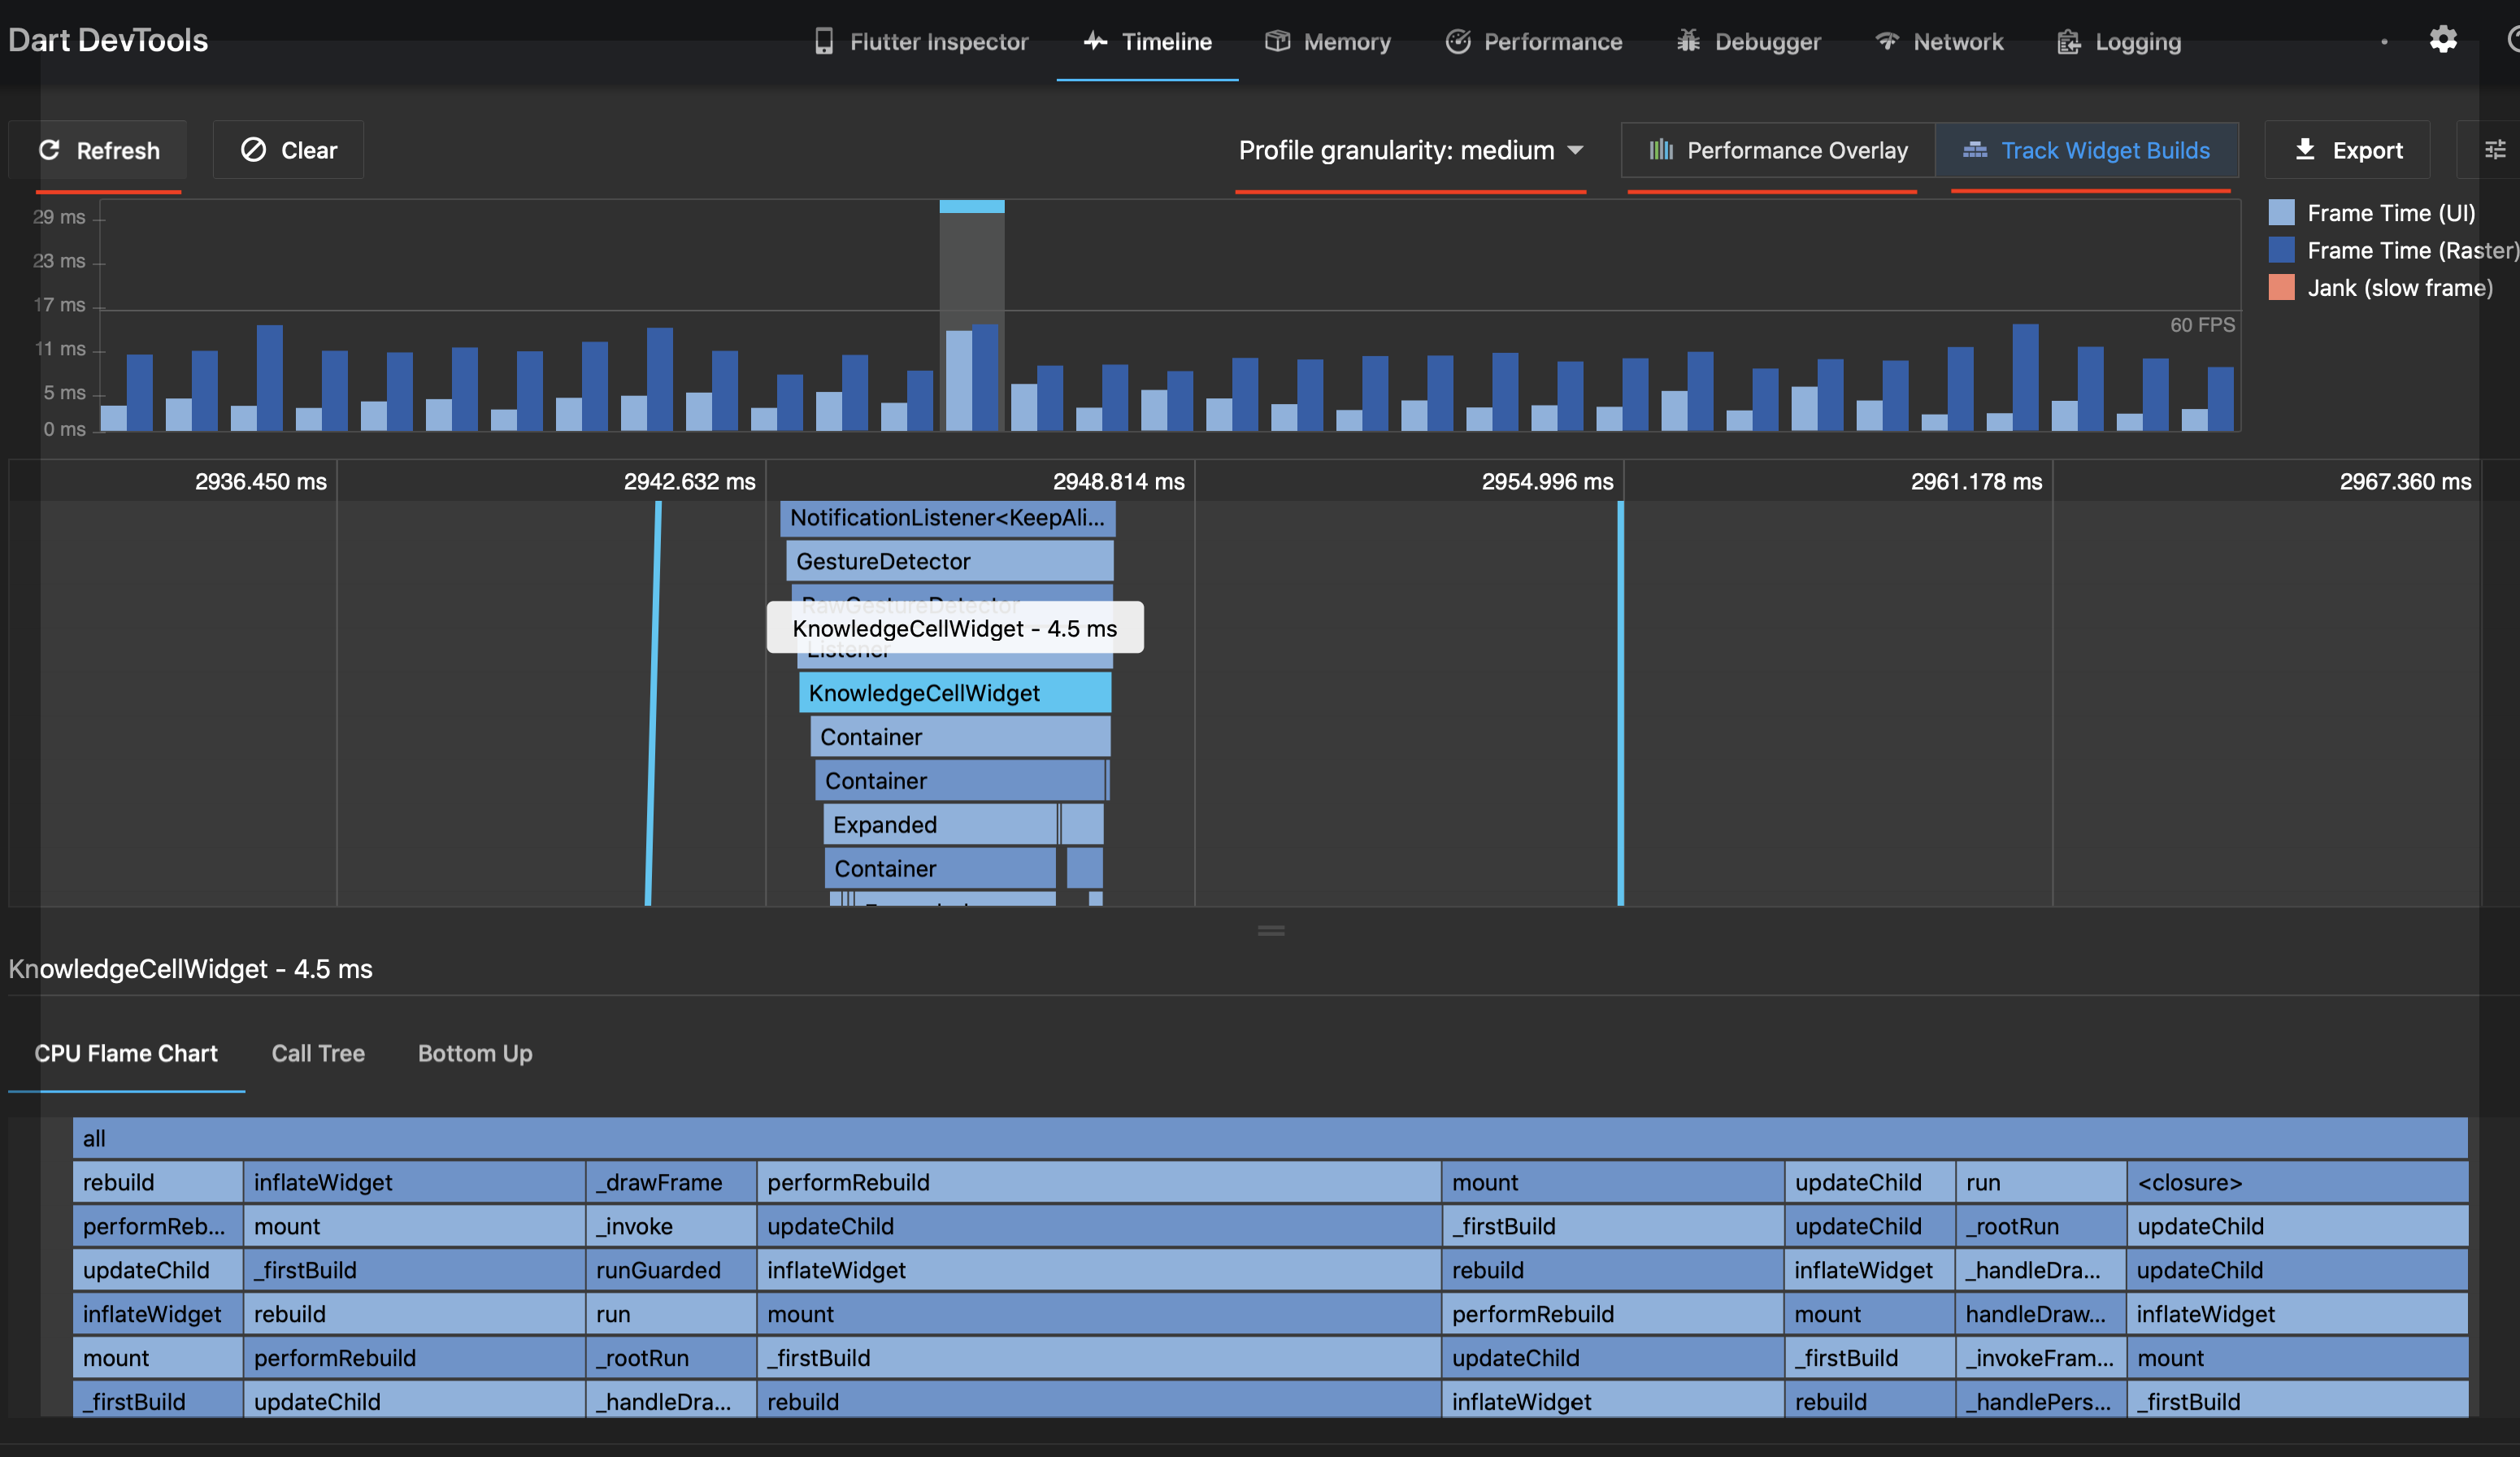 Dart DevTools
Flutter Inspector Timeline Memory Performance Debugger Network Logging
Refresh Clear Profile granularity: medium Performance Overlay Track Widget Builds Export
29 ms
23 ms
17 ms
11 ms
5 ms
0 ms
60 FPS
Frame Time (UI)
Frame Time (Raster)
Jank (slow frame)
2936.450 ms 2942.632 ms 2948.814 ms 2954.996 ms 2961.178 ms 2967.360 ms
NotificationListener<KeepAli...
GestureDetector
RawGestureDetector
KnowledgeCellWidget - 4.5 ms
Listener
KnowledgeCellWidget
Container
Container
Expanded
Container
KnowledgeCellWidget - 4.5 ms
CPU Flame Chart Call Tree Bottom Up
all
rebuild inflateWidget _drawFrame performRebuild mount updateChild run <closure>
performReb... mount _invoke updateChild _firstBuild updateChild _rootRun updateChild
updateChild _firstBuild runGuarded inflateWidget rebuild inflateWidget _handleDra... updateChild
inflateWidget rebuild run mount performRebuild mount handleDraw... inflateWidget
mount performRebuild _rootRun _firstBuild updateChild _firstBuild _invokeFram... mount
_firstBuild updateChild _handleDra... rebuild inflateWidget rebuild _handlePers... _firstBuild